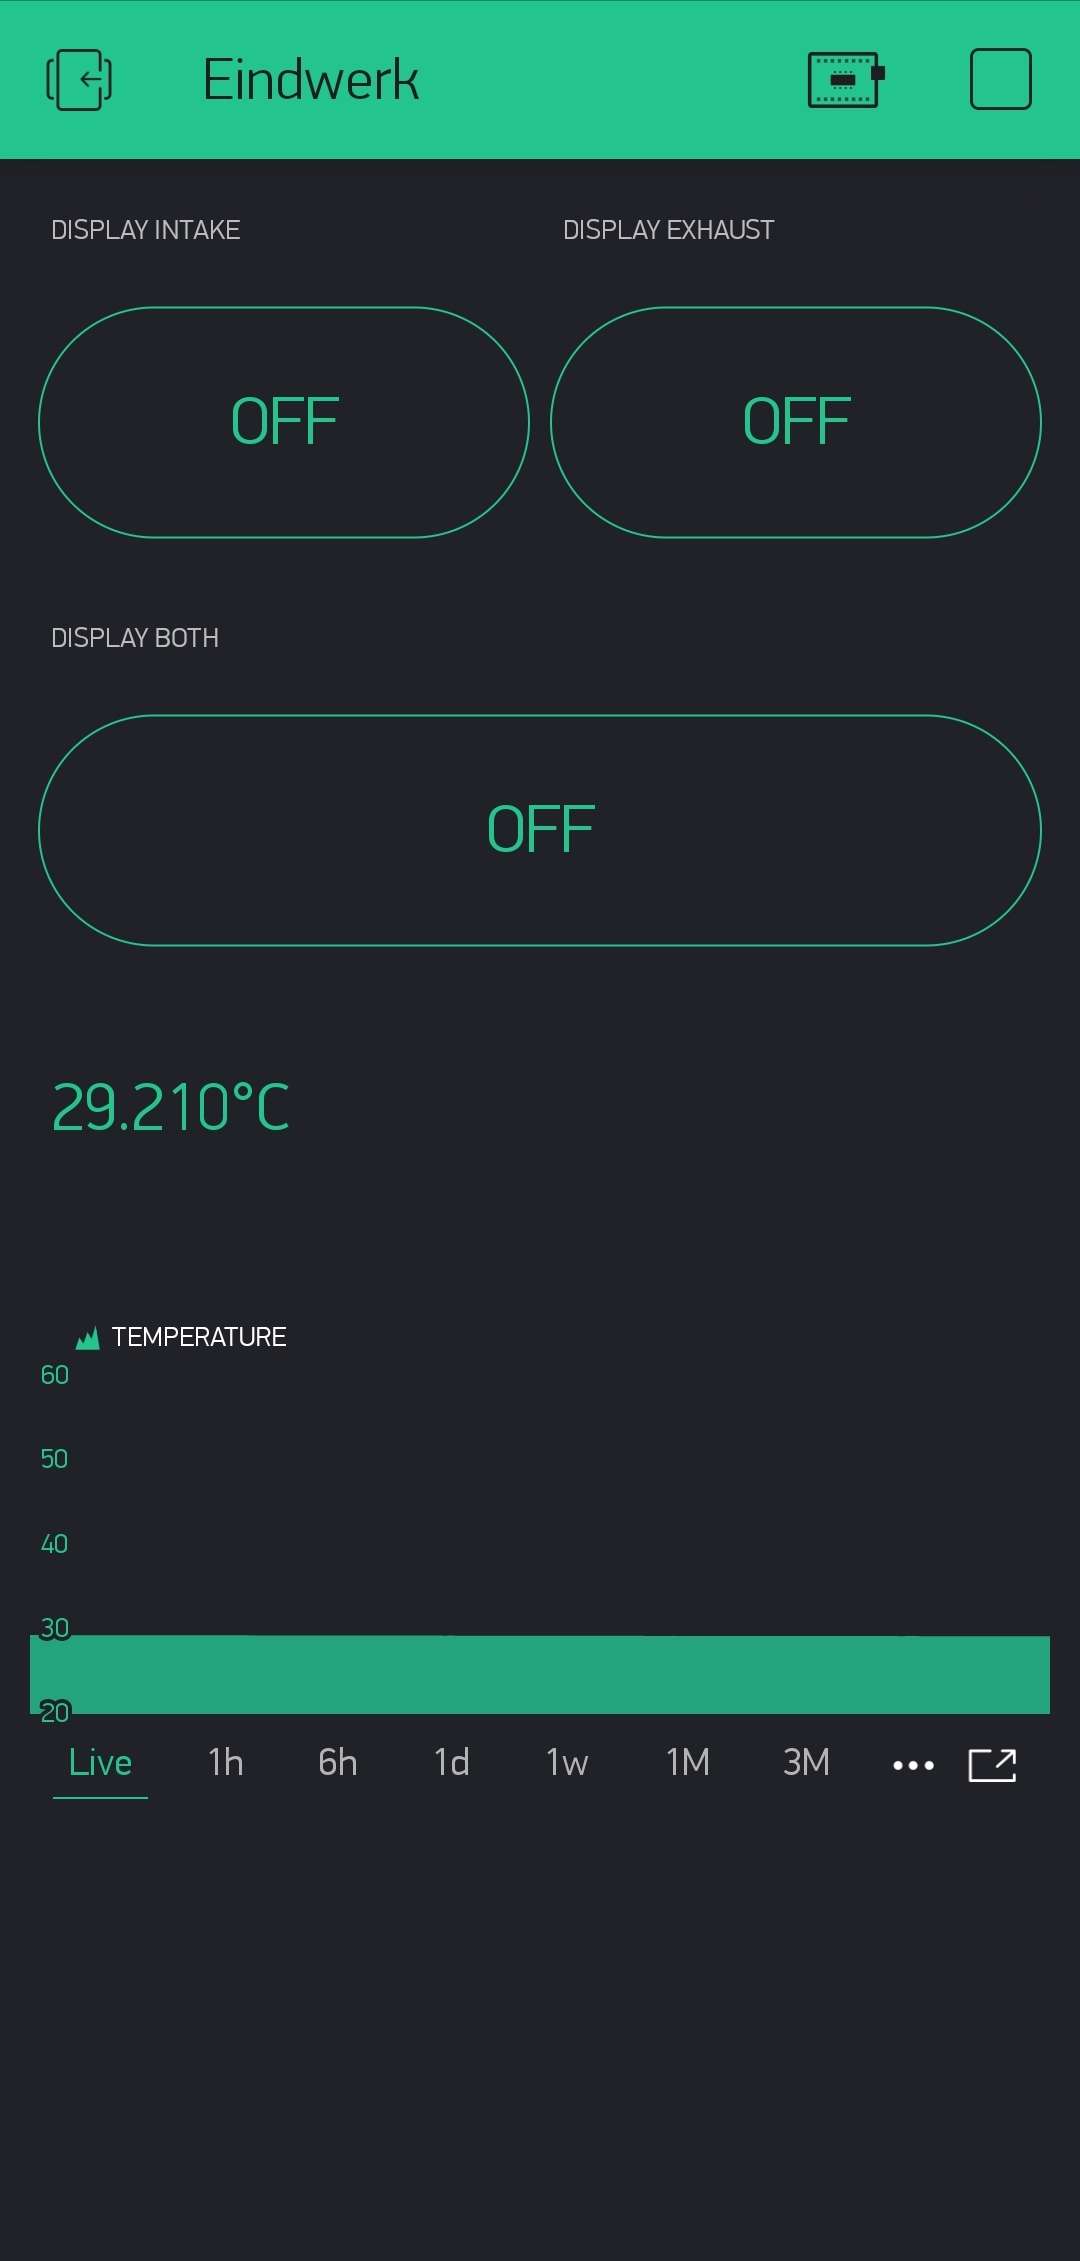 Eindwerk
DISPLAY INTAKE
DISPLAY EXHAUST
OFF
OFF
DISPLAY BOTH
OFF
29.210°C
TEMPERATURE
60
50
40
30
20
Live 1h 6h 1d 1w 1M 3M